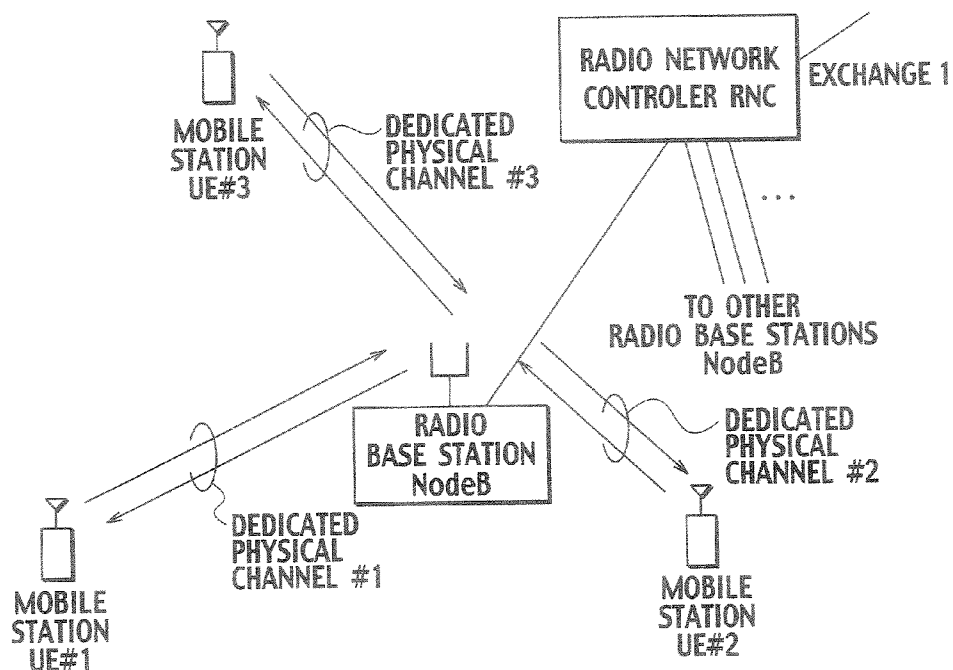 MOBILE
STATION
UE#3
DEDICATED
PHYSICAL
CHANNEL #3
RADIO NETWORK
CONTROLER RNC
EXCHANGE 1
...
TO OTHER
RADIO BASE STATIONS
NodeB
RADIO
BASE STATION
NodeB
DEDICATED
PHYSICAL
CHANNEL #2
DEDICATED
PHYSICAL
CHANNEL #1
MOBILE
STATION
UE#1
MOBILE
STATION
UE#2